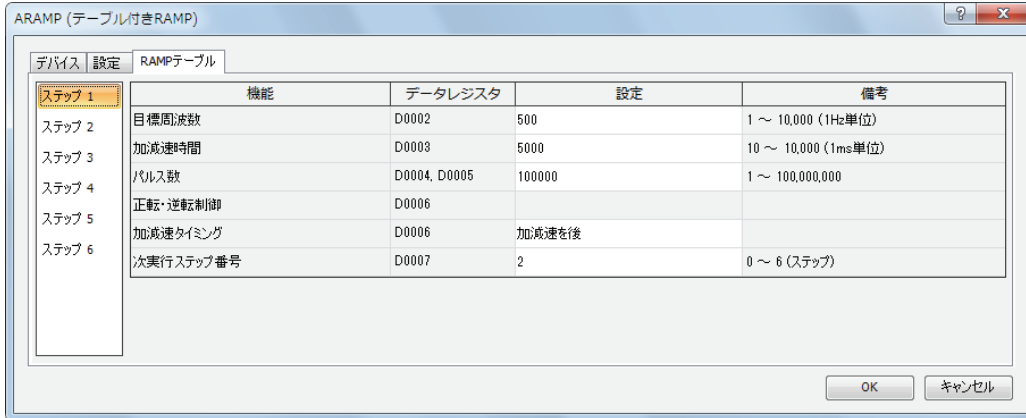 ARAMP (テーブル付きRAMP)
デバイス 設定 RAMPテーブル
ステップ 1
ステップ 2
ステップ 3
ステップ 4
ステップ 5
ステップ 6
機能 データレジスタ 設定 備考
目標周波数 D0002 500 1 ～ 10,000 (1Hz単位)
加減速時間 D0003 5000 10 ～ 10,000 (1ms単位)
パルス数 D0004, D0005 100000 1 ～ 100,000,000
正転・逆転制御 D0006
加減速タイミング D0006 加減速を後
次実行ステップ番号 D0007 2 0 ～ 6 (ステップ)
OK キャンセル